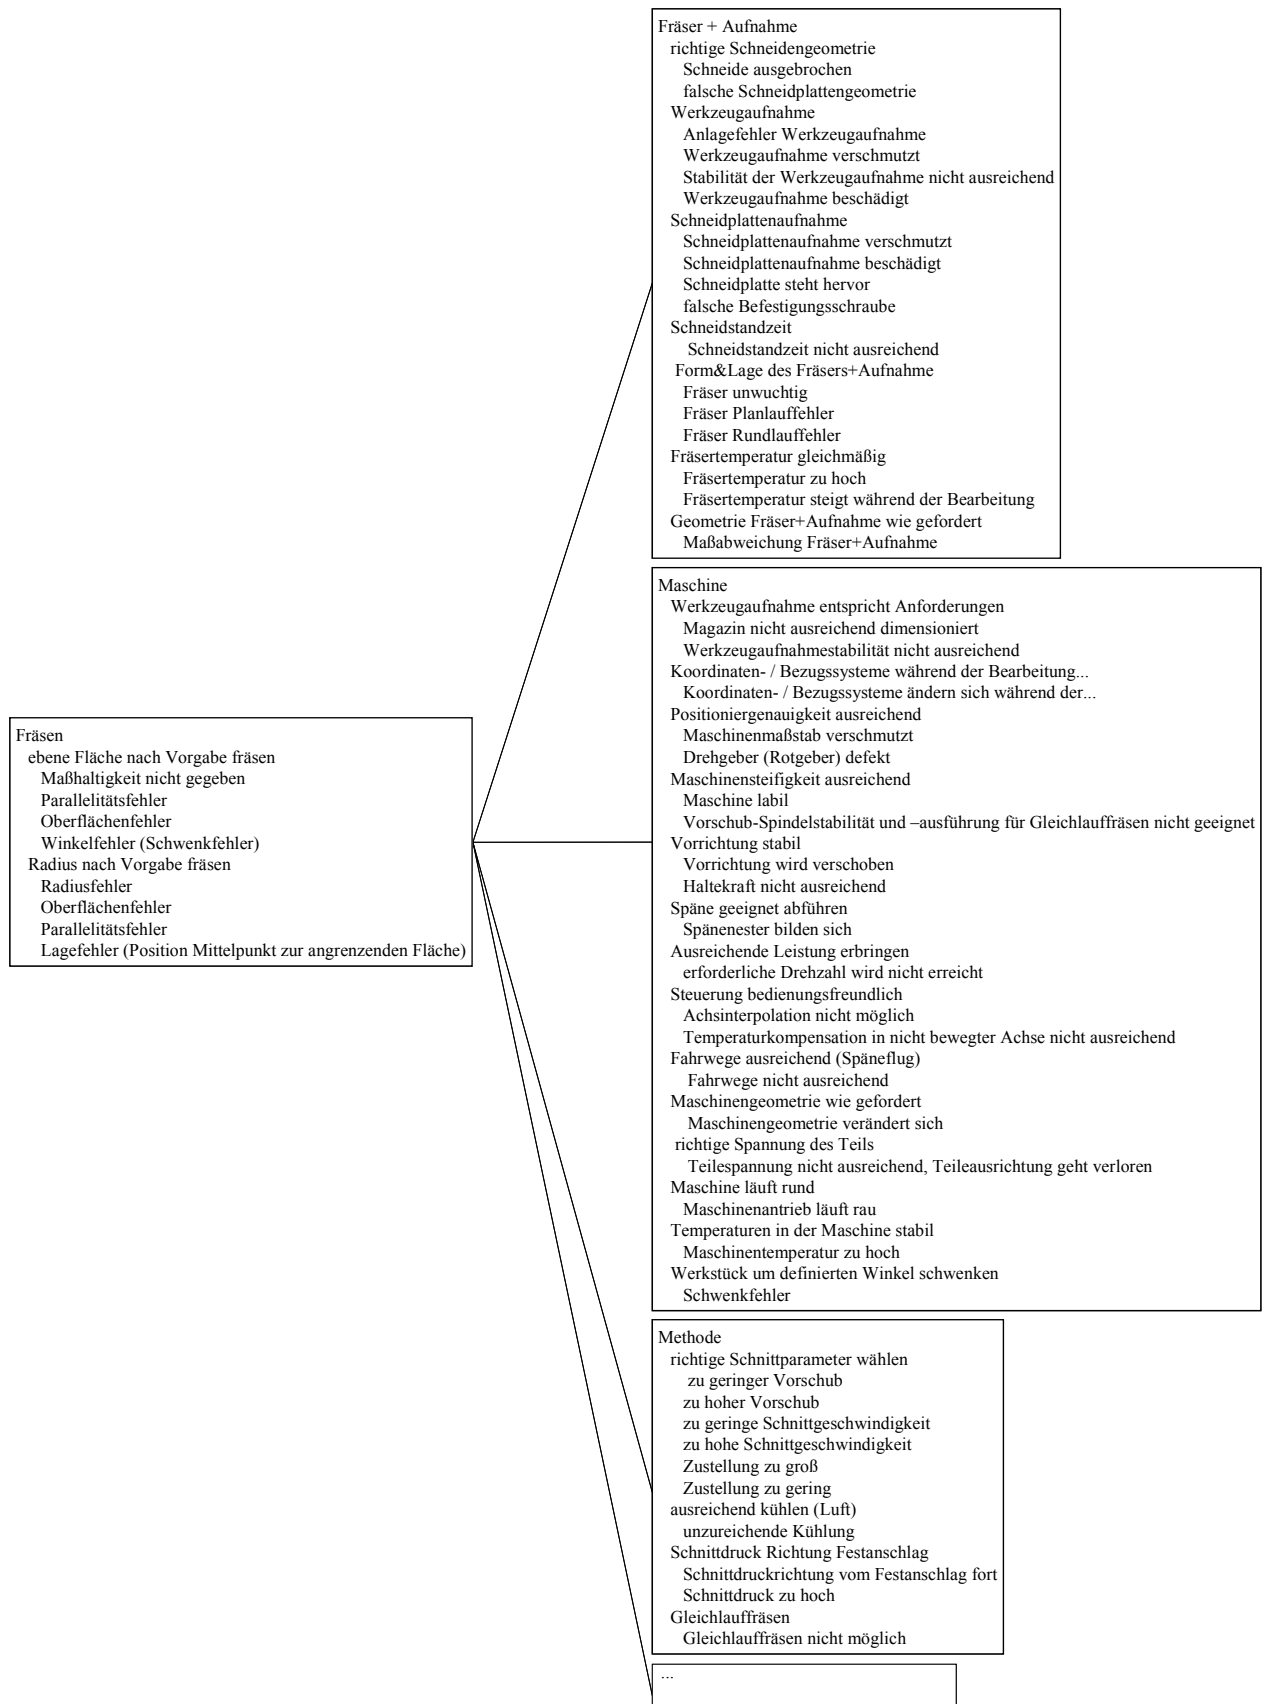 Fräser + Aufnahme
richtige Schneidengeometrie
Schneide ausgebrochen
falsche Schneidplattengeometrie
Werkzeugaufnahme
Anlagefehler Werkzeugaufnahme
Werkzeugaufnahme verschmutzt
Stabilität der Werkzeugaufnahme nicht ausreichend
Werkzeugaufnahme beschädigt
Schneidplattenaufnahme
Schneidplattenaufnahme verschmutzt
Schneidplattenaufnahme beschädigt
Schneidplatte steht hervor
falsche Befestigungsschraube
Schneidstandzeit
Schneidstandzeit nicht ausreichend
Form&Lage des Fräsers+Aufnahme
Fräser unwuchtig
Fräser Planlauffehler
Fräser Rundlauffehler
Fräsertemperatur gleichmäßig
Fräsertemperatur zu hoch
Fräsertemperatur steigt während der Bearbeitung
Geometrie Fräser+Aufnahme wie gefordert
Maßabweichung Fräser+Aufnahme
Maschine
Werkzeugaufnahme entspricht Anforderungen
Magazin nicht ausreichend dimensioniert
Werkzeugaufnahmestabilität nicht ausreichend
Koordinaten- / Bezugssysteme während der Bearbeitung...
Koordinaten- / Bezugssysteme ändern sich während der...
Positioniergenauigkeit ausreichend
Maschinenmaßstab verschmutzt
Drehgeber (Rotgeber) defekt
Maschinensteifigkeit ausreichend
Maschine labil
Vorschub-Spindelstabilität und –ausführung für Gleichlauffräsen nicht geeignet
Vorrichtung stabil
Vorrichtung wird verschoben
Haltekraft nicht ausreichend
Späne geeignet abführen
Spänenester bilden sich
Ausreichende Leistung erbringen
erforderliche Drehzahl wird nicht erreicht
Steuerung bedienungsfreundlich
Achsinterpolation nicht möglich
Temperaturkompensation in nicht bewegter Achse nicht ausreichend
Fahrwege ausreichend (Späneflug)
Fahrwege nicht ausreichend
Maschinengeometrie wie gefordert
Maschinengeometrie verändert sich
richtige Spannung des Teils
Teilespannung nicht ausreichend, Teileausrichtung geht verloren
Maschine läuft rund
Maschinenantrieb läuft rau
Temperaturen in der Maschine stabil
Maschinentemperatur zu hoch
Werkstück um definierten Winkel schwenken
Schwenkfehler
Fräsen
ebene Fläche nach Vorgabe fräsen
Maßhaltigkeit nicht gegeben
Parallelitätsfehler
Oberflächenfehler
Winkelfehler (Schwenkfehler)
Radius nach Vorgabe fräsen
Radiusfehler
Oberflächenfehler
Parallelitätsfehler
Lagefehler (Position Mittelpunkt zur angrenzenden Fläche)
Methode
richtige Schnittparameter wählen
zu geringer Vorschub
zu hoher Vorschub
zu geringe Schnittgeschwindigkeit
zu hohe Schnittgeschwindigkeit
Zustellung zu groß
Zustellung zu gering
ausreichend kühlen (Luft)
unzureichende Kühlung
Schnittdruck Richtung Festanschlag
Schnittdruckrichtung vom Festanschlag fort
Schnittdruck zu hoch
Gleichlauffräsen
Gleichlauffräsen nicht möglich
...